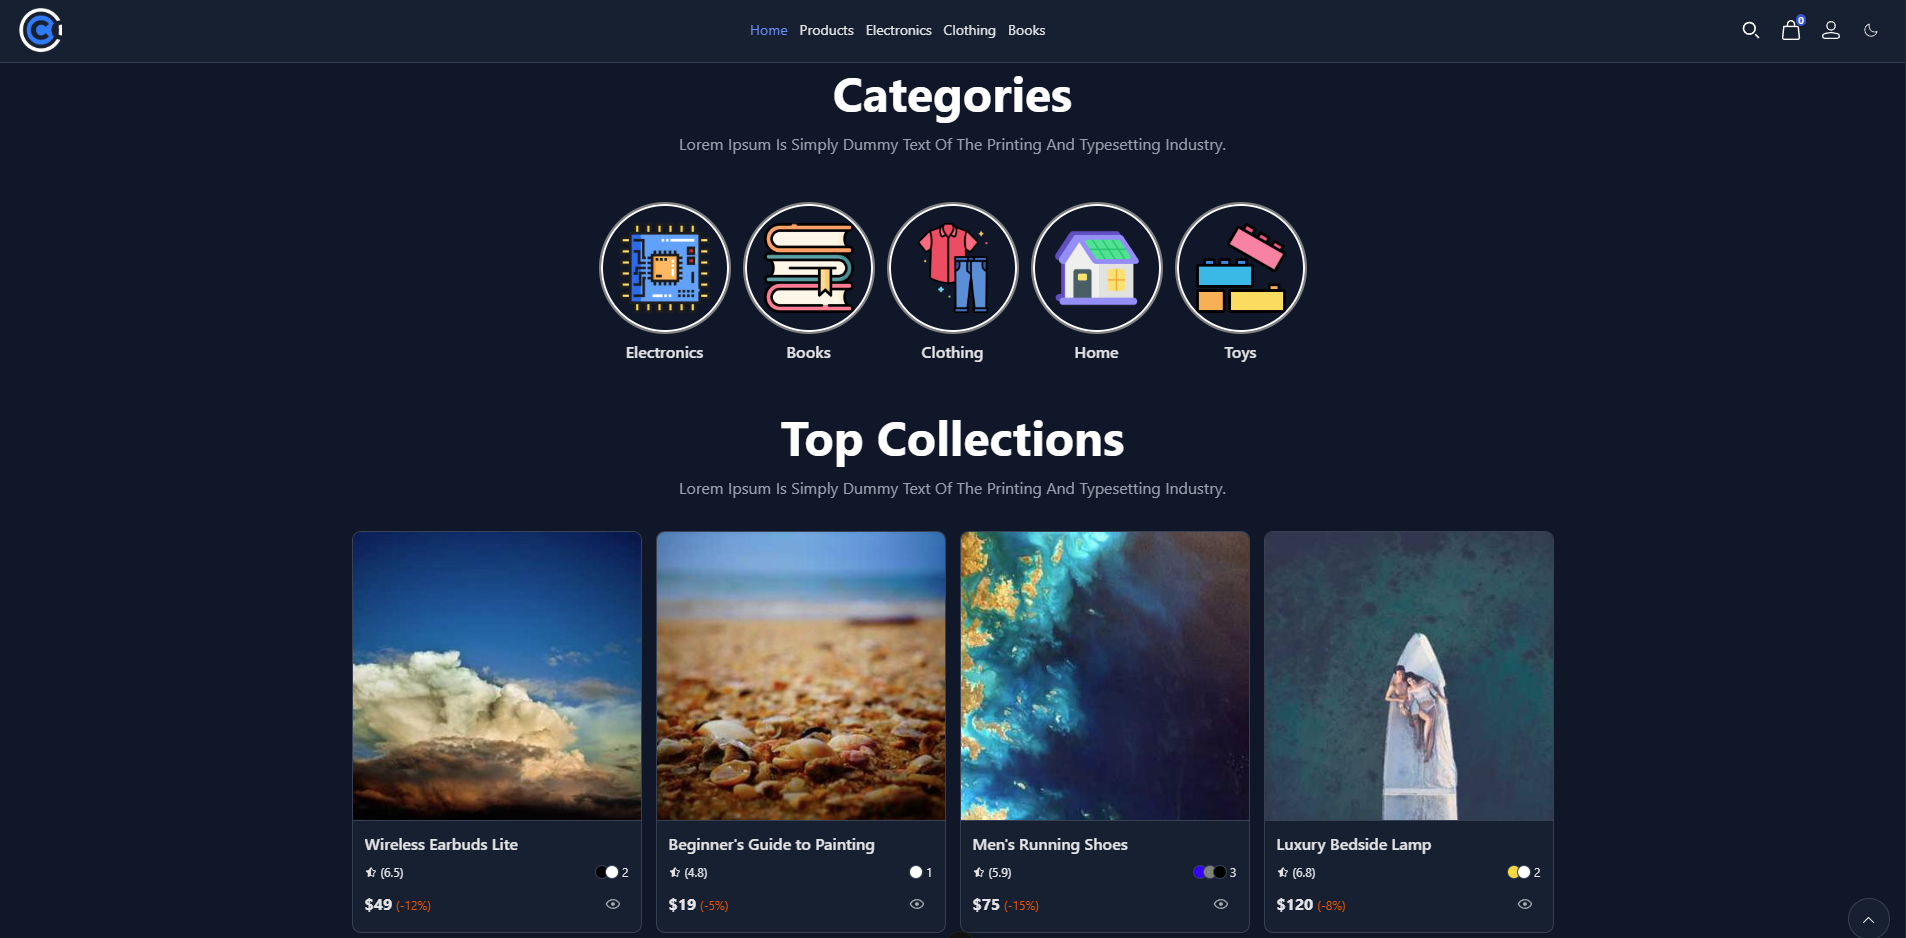 Home Products Electronics Clothing Books
0
Categories
Lorem Ipsum Is Simply Dummy Text Of The Printing And Typesetting Industry.
Electronics Books Clothing Home Toys
Top Collections
Lorem Ipsum Is Simply Dummy Text Of The Printing And Typesetting Industry.
Wireless Earbuds Lite
(6.5) 2
$49 (-12%)
Beginner's Guide to Painting
(4.8) 1
$19 (-5%)
Men's Running Shoes
(5.9) 3
$75 (-15%)
Luxury Bedside Lamp
(6.8) 2
$120 (-8%)